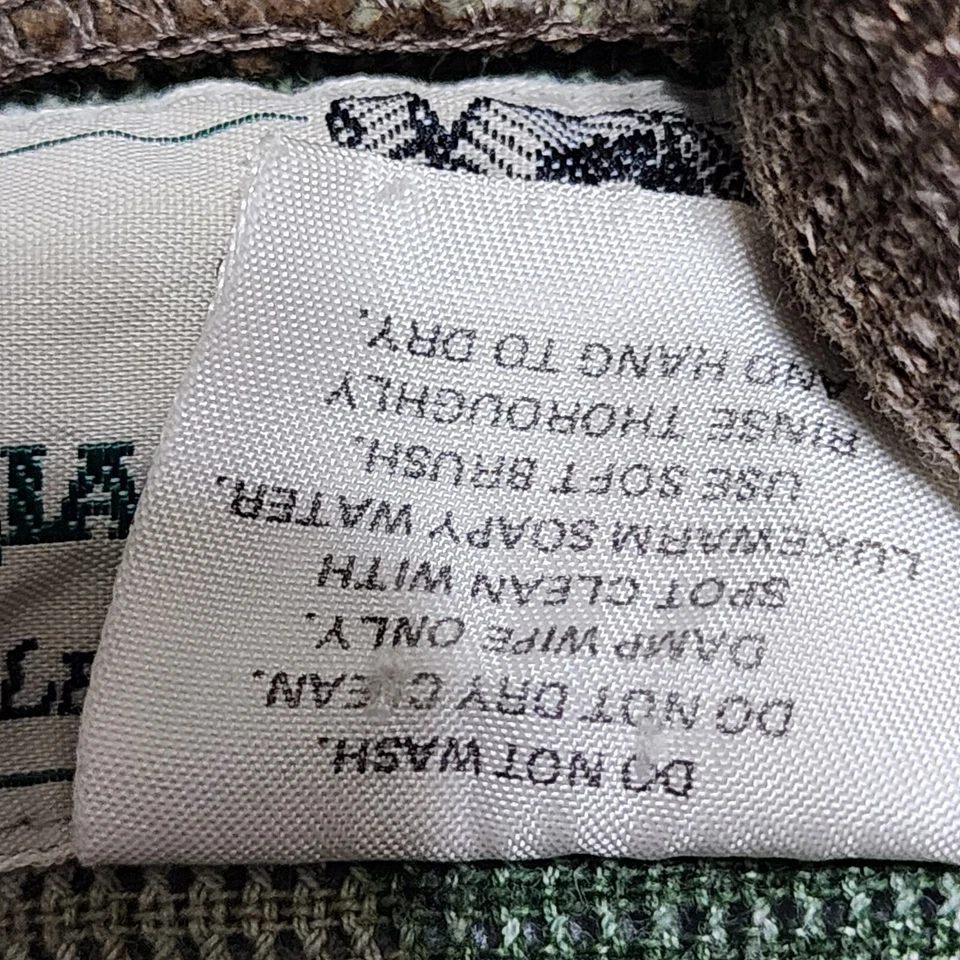 DO NOT WASH.
DO NOT DRY CLEAN.
DAMP WIPE ONLY.
SPOT CLEAN WITH
LUKEWARM SOAPY WATER.
USE SOFT BRUSH.
RINSE THOROUGHLY
AND HANG TO DRY.